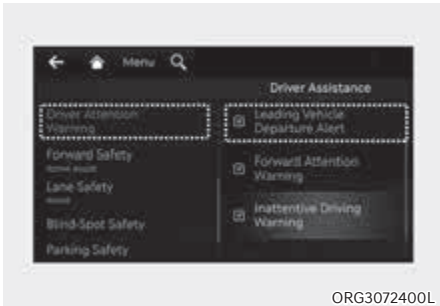 Menu
Driver Assistance
Driver Attention
Warning
Leading Vehicle
Departure Alert
Forward Safety
Forward Attention
Warning
Lane Safety
Inattentive Driving
Warning
Blind-Spot Safety
Parking Safety
ORG3072400L